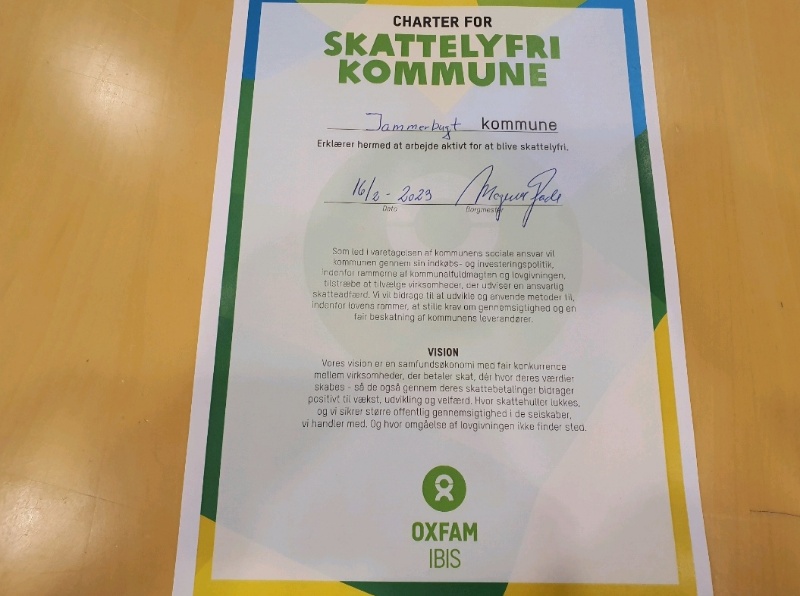 CHARTER FOR
SKATTELYFRI
KOMMUNE
Jammerbugt kommune
Erklærer hermed at arbejde aktivt for at blive skattelyfri.
16/2 - 2023
Dato Borgmester
Som led i varetagelsen af kommunens sociale ansvar vil
kommunen gennem sin indkøbs- og investeringspolitik,
indenfor rammerne af kommunalfuldmagten og lovgivningen,
tilstræbe at tilvælge virksomheder, der udviser en ansvarlig
skatteadfærd. Vi vil bidrage til at udvikle og anvende metoder til,
indenfor lovens rammer, at stille krav om gennemsigtighed og en
fair beskatning af kommunens leverandører.
VISION
Vores vision er en samfundsøkonomi med fair konkurrence
mellem virksomheder, der betaler skat, dér hvor deres værdier
skabes - så de også gennem deres skattebetalinger bidrager
positivt til vækst, udvikling og velfærd. Hvor skattehuller lukkes,
og vi sikrer større offentlig gennemsigtighed i de selskaber,
vi handler med. Og hvor omgåelse af lovgivningen ikke finder sted.
OXFAM
IBIS